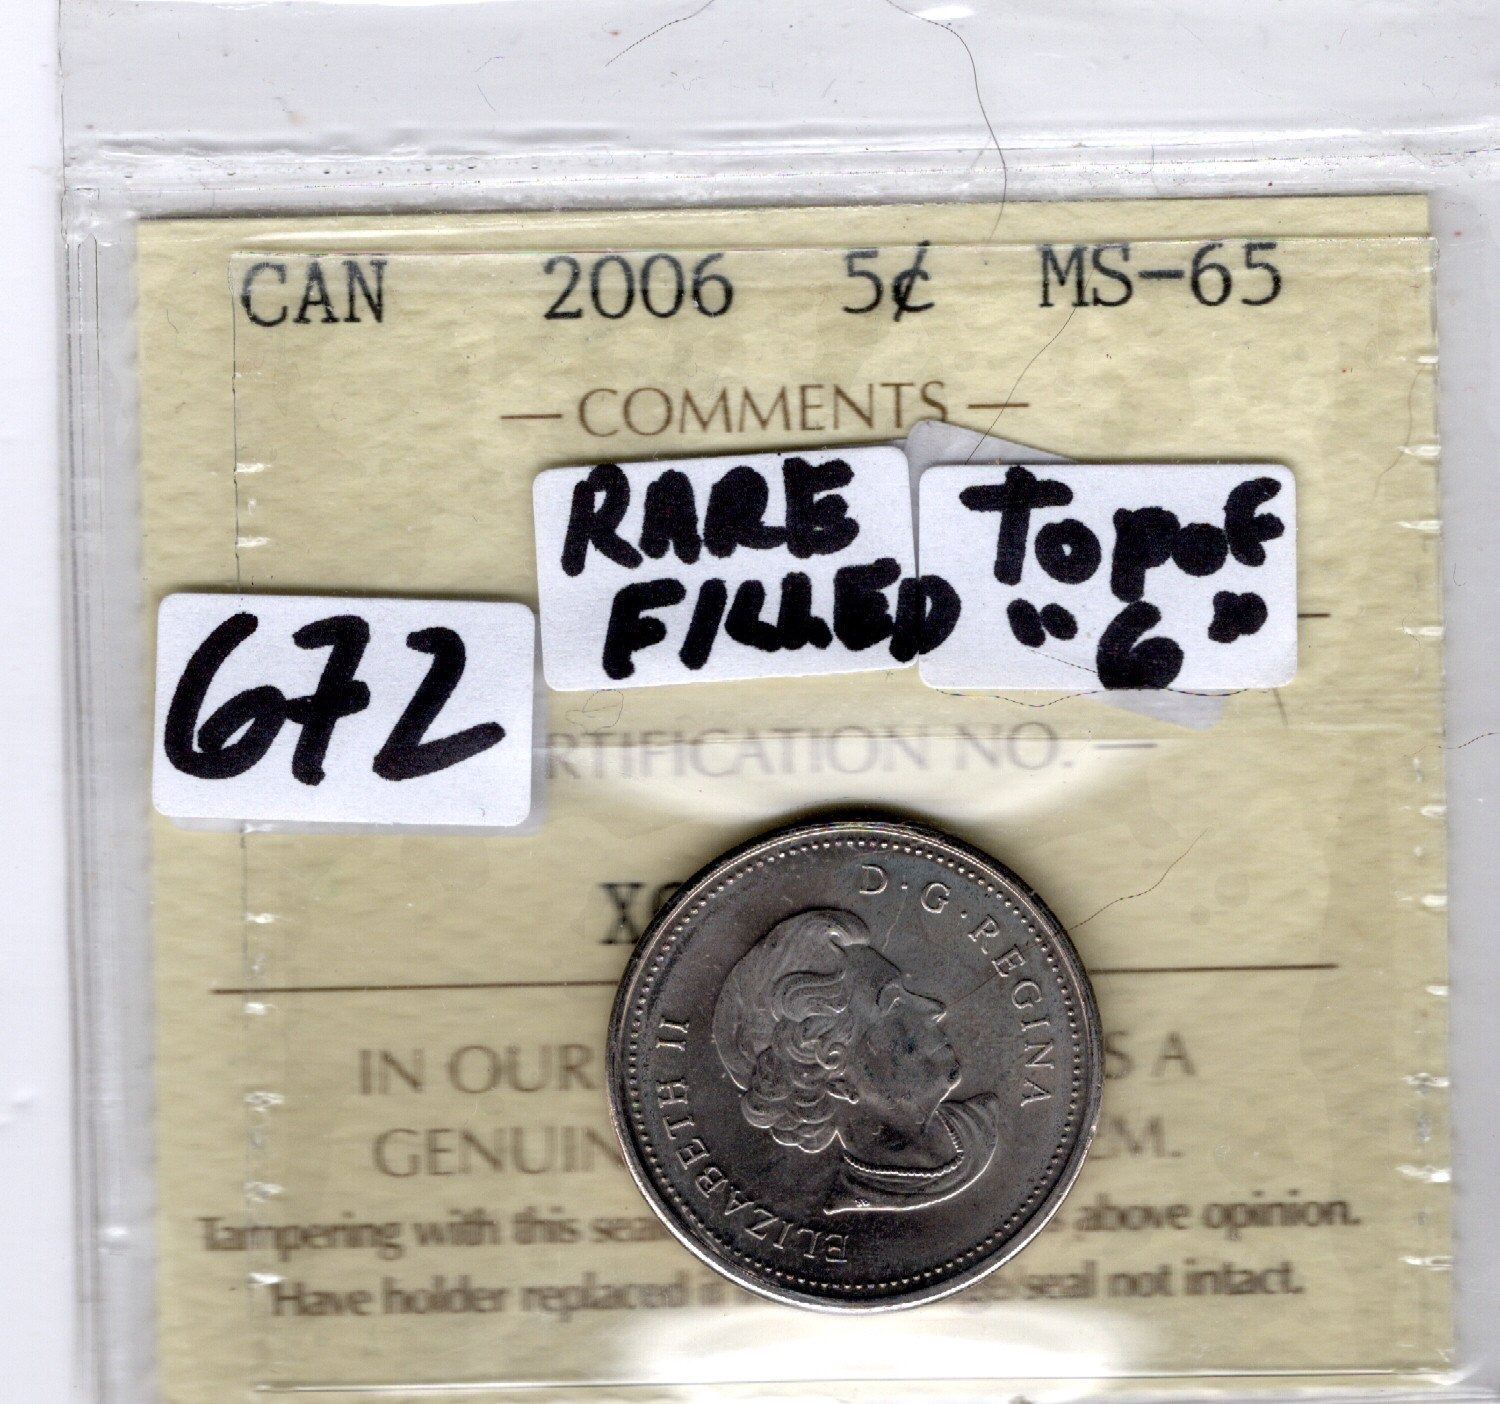 CAN 2006 5¢ MS-65
— COMMENTS —
RARE
FILLED
Top of
"6"
672
RTIFICATION NO. —
IN OUR S A
GENUIN EM.
Tampering with this seal above opinion.
Have holder replaced seal not intact.
ELIZABETH II D·G·REGINA